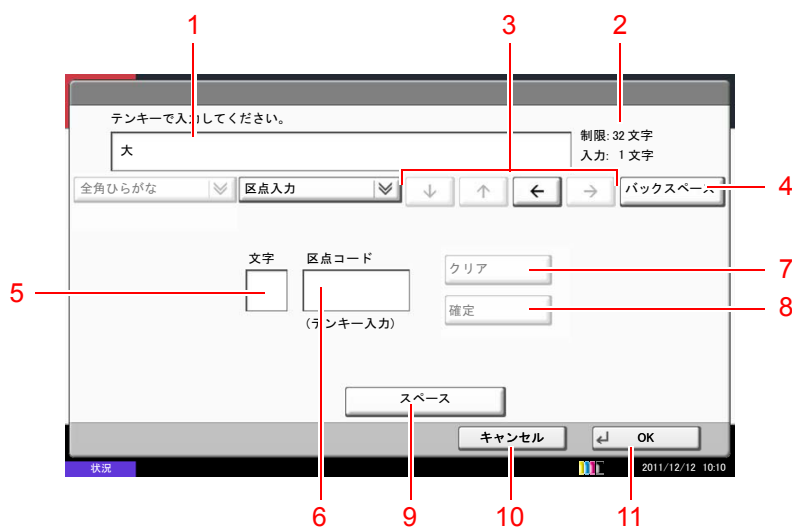 1 3 2
テンキーで入力してください。
制限: 32 文字
大
入力: 1 文字
全角ひらがな 区点入力 ↓ ↑ ← → バックスペース 4
文字 区点コード
クリア 7
5
確定 8
(テンキー入力)
スペース
キャンセル OK
状況 2011/12/12 10:10
6 9 10 11